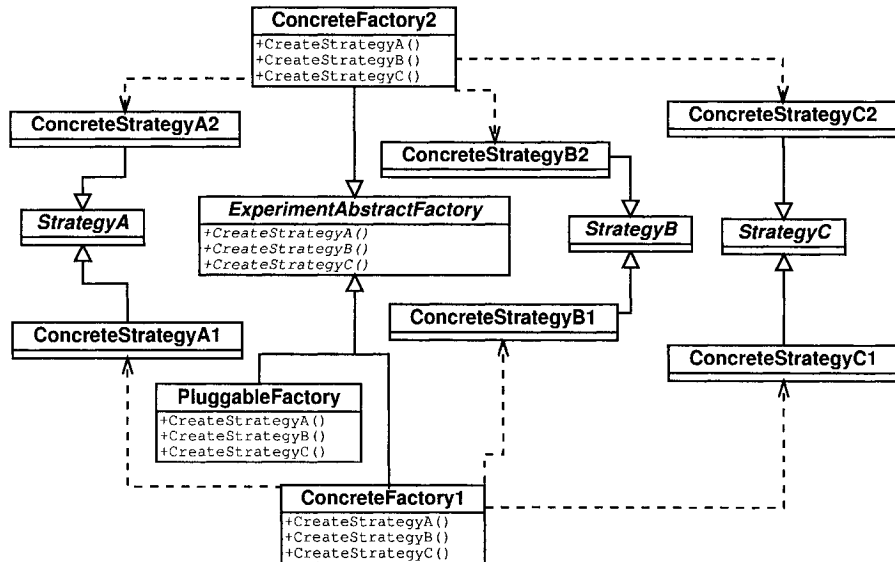 ConcreteFactory2
+CreateStrategyA()
+CreateStrategyB()
+CreateStrategyC()
ConcreteStrategyA2
ConcreteStrategyB2
ConcreteStrategyC2
StrategyA
ExperimentAbstractFactory
+CreateStrategyA()
+CreateStrategyB()
+CreateStrategyC()
StrategyB
StrategyC
ConcreteStrategyA1
ConcreteStrategyB1
ConcreteStrategyC1
PluggableFactory
+CreateStrategyA()
+CreateStrategyB()
+CreateStrategyC()
ConcreteFactory1
+CreateStrategyA()
+CreateStrategyB()
+CreateStrategyC()